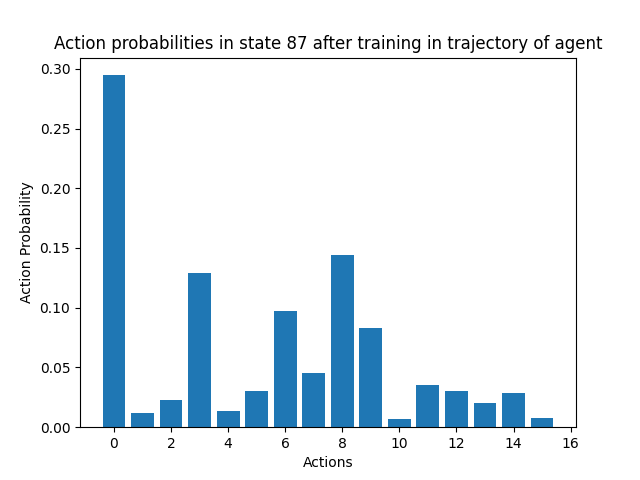 Action probabilities in state 87 after training in trajectory of agent
0.30
0.25
0.20
0.15
0.10
0.05
0.00
Action Probability
0 2 4 6 8 10 12 14 16
Actions